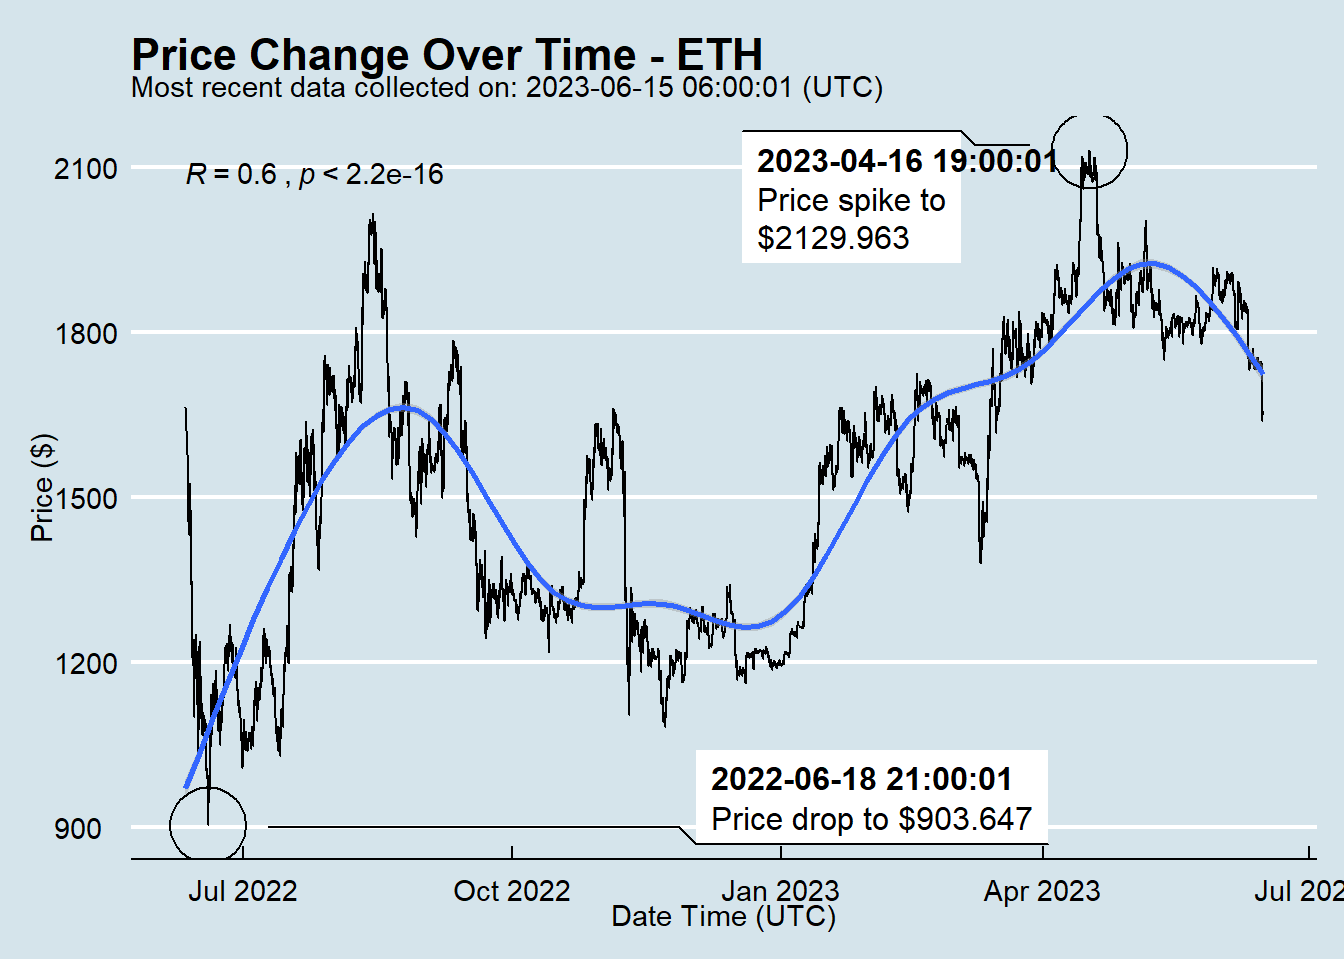 Price Change Over Time - ETH
Most recent data collected on: 2023-06-15 06:00:01 (UTC)
R = 0.6 , p < 2.2e-16
2023-04-16 19:00:01
Price spike to
$2129.963
2022-06-18 21:00:01
Price drop to $903.647
Price ($)
2100
1800
1500
1200
900
Jul 2022
Oct 2022
Jan 2023
Apr 2023
Jul 202
Date Time (UTC)